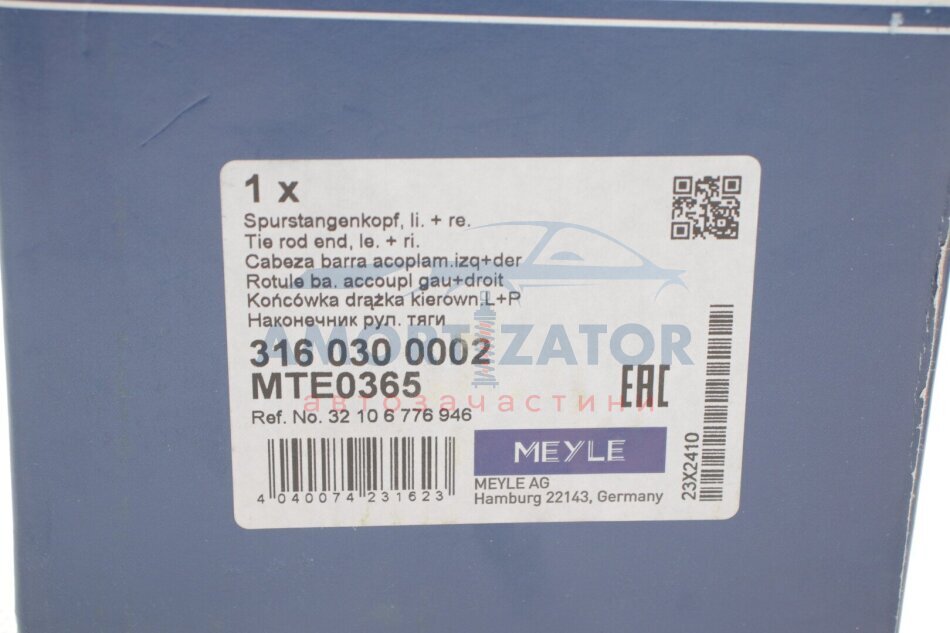 1 x
Spurstangenkopf, li. + re.
Tie rod end, le. + ri.
Cabeza barra acoplam.izq+der
Rotule ba. accoupl gau+droit
Końcówka drążka kierown.L+P
Наконечник рул. тяги
AMORTIZATOR
316 030 0002
MTE0365
автозачастини
EAC
Ref. No. 32 10 6 776 946
MEYLE
4 040074 231623
MEYLE AG
Hamburg 22143, Germany
23X2410